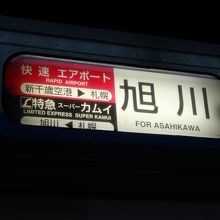 快速 エアポート
RAPID AIRPORT
新千歳空港 ▶ 札幌
L特急 スーパーカムイ
LIMITED EXPRESS SUPER KAMUI
旭川 ◀ 札幌
旭川
FOR ASAHIKAWA